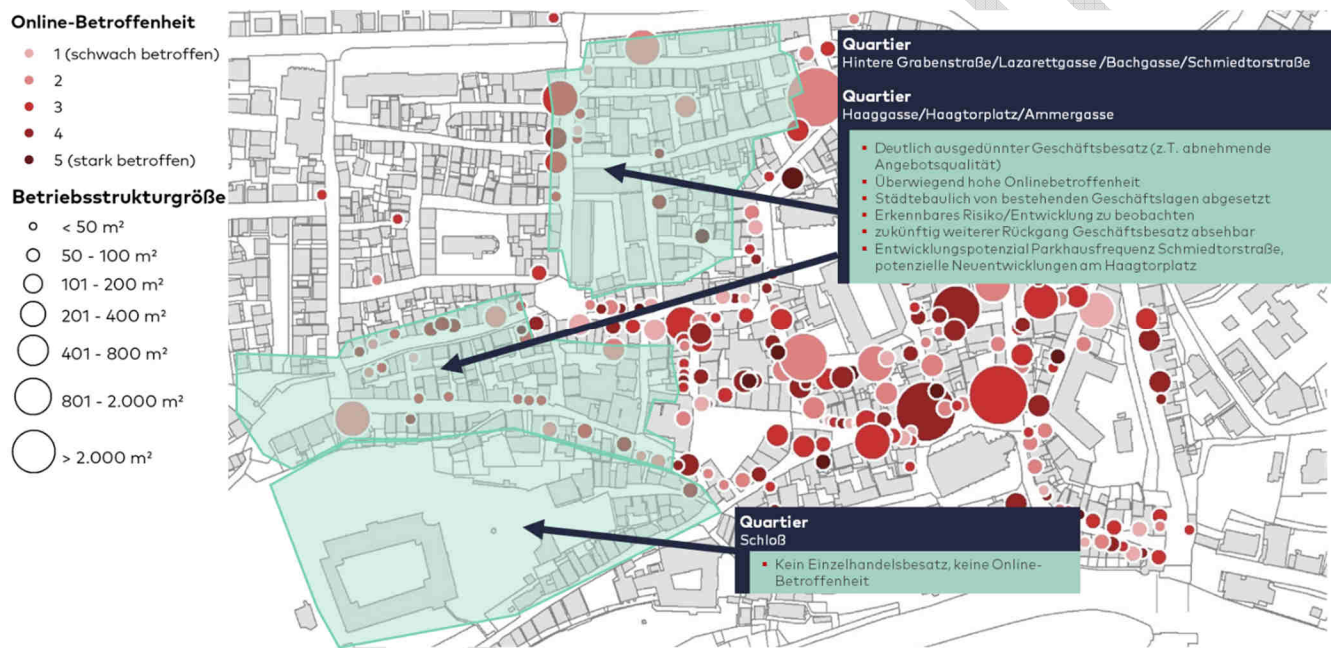 Online-Betroffenheit
1 (schwach betroffen)
2
3
4
5 (stark betroffen)
Betriebsstrukturgröße
< 50 m²
50 - 100 m²
101 - 200 m²
201 - 400 m²
401 - 800 m²
801 - 2.000 m²
> 2.000 m²
Quartier
Hintere Grabenstraße/Lazarettgasse/Bachgasse/Schmiedtorstraße
Quartier
Haaggasse/Haagtorplatz/Ammergasse
▪ Deutlich ausgedünnter Geschäftsbesatz (z.T. abnehmende
Angebotsqualität)
▪ Überwiegend hohe Onlinebetroffenheit
▪ Städtebaulich von bestehenden Geschäftslagen abgesetzt
▪ Erkennbares Risiko/Entwicklung zu beobachten
▪ zukünftig weiterer Rückgang Geschäftsbesatz absehbar
▪ Entwicklungspotenzial Parkhausfrequenz Schmiedtorstraße,
potenzielle Neuentwicklungen am Haagtorplatz
Quartier
Schloß
▪ Kein Einzelhandelsbesatz, keine Online-
Betroffenheit